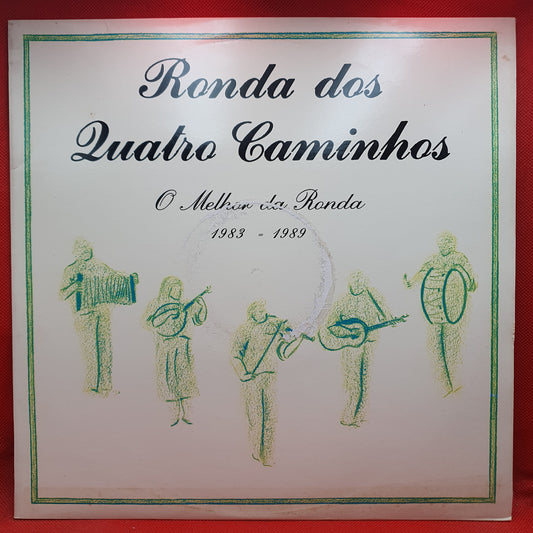 Ronda dos
Quatro Caminhos
O Melhor da Ronda
1983 - 1989